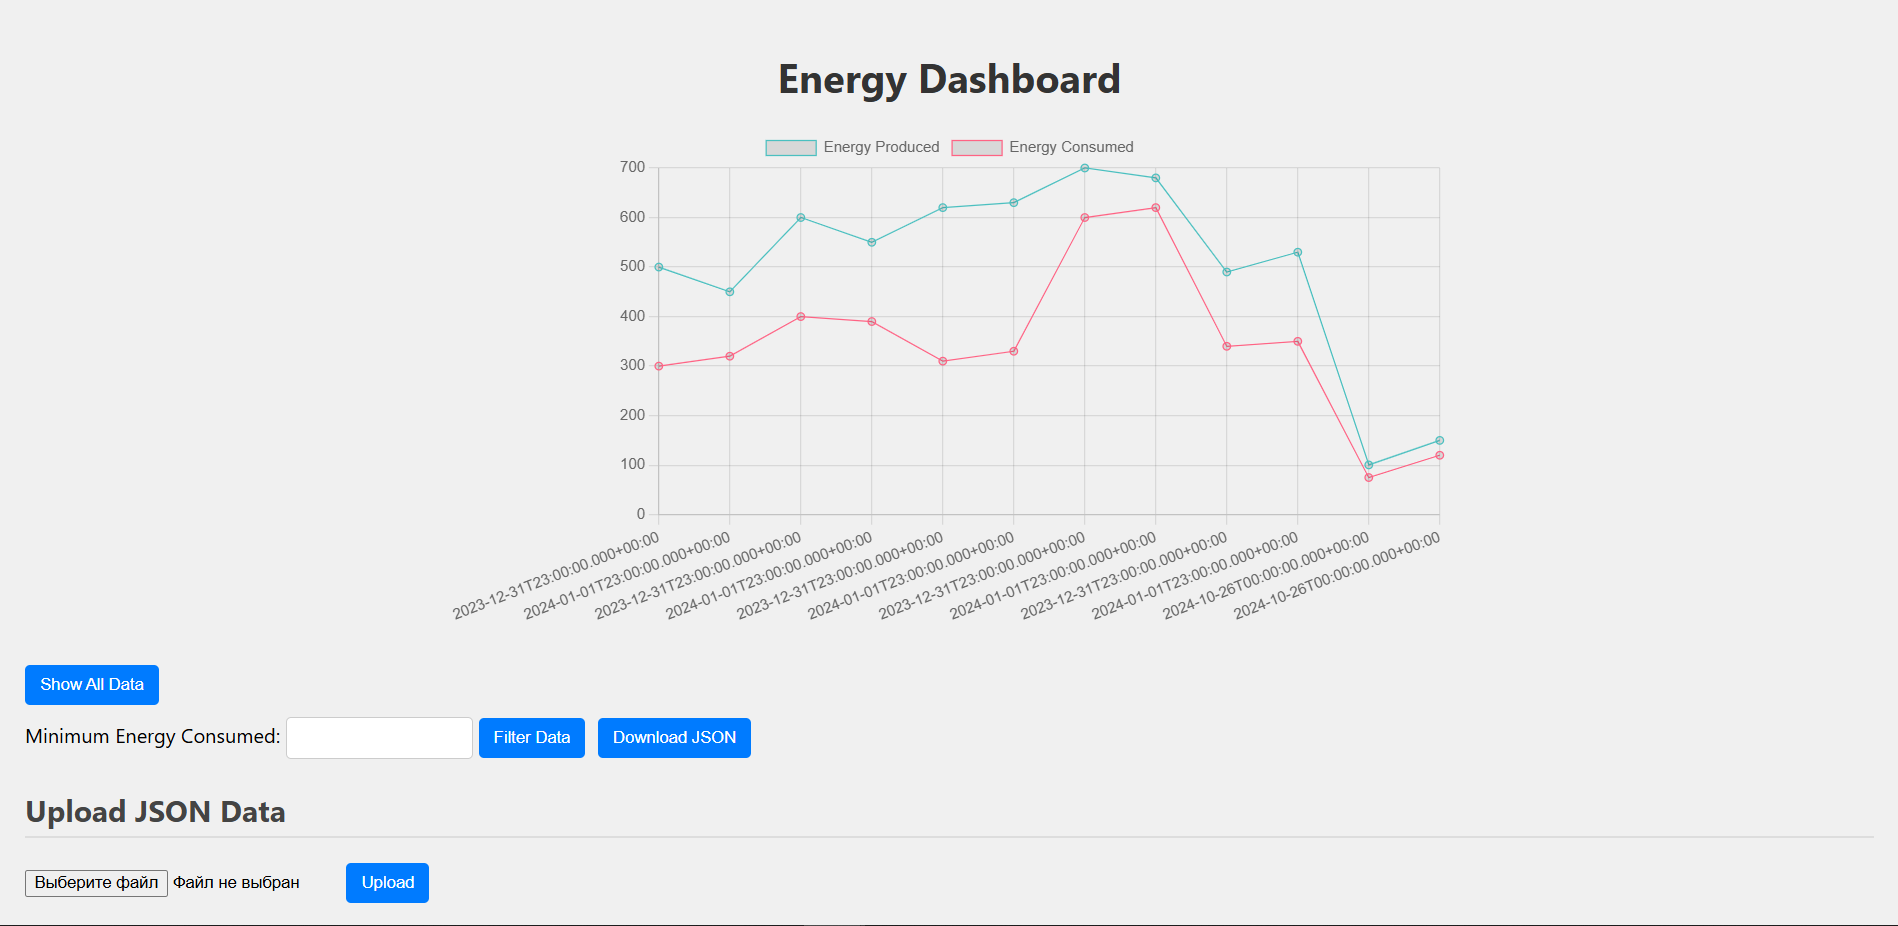 Energy Dashboard
Energy Produced Energy Consumed
700
600
500
400
300
200
100
0
2023-12-31T23:00:00.000+00:00
2024-01-01T23:00:00.000+00:00
2023-12-31T23:00:00.000+00:00
2024-01-01T23:00:00.000+00:00
2023-12-31T23:00:00.000+00:00
2024-01-01T23:00:00.000+00:00
2023-12-31T23:00:00.000+00:00
2024-01-01T23:00:00.000+00:00
2023-12-31T23:00:00.000+00:00
2024-01-01T23:00:00.000+00:00
2024-10-26T00:00:00.000+00:00
2024-10-26T00:00:00.000+00:00
Show All Data
Minimum Energy Consumed: Filter Data Download JSON
Upload JSON Data
Выберите файл Файл не выбран Upload